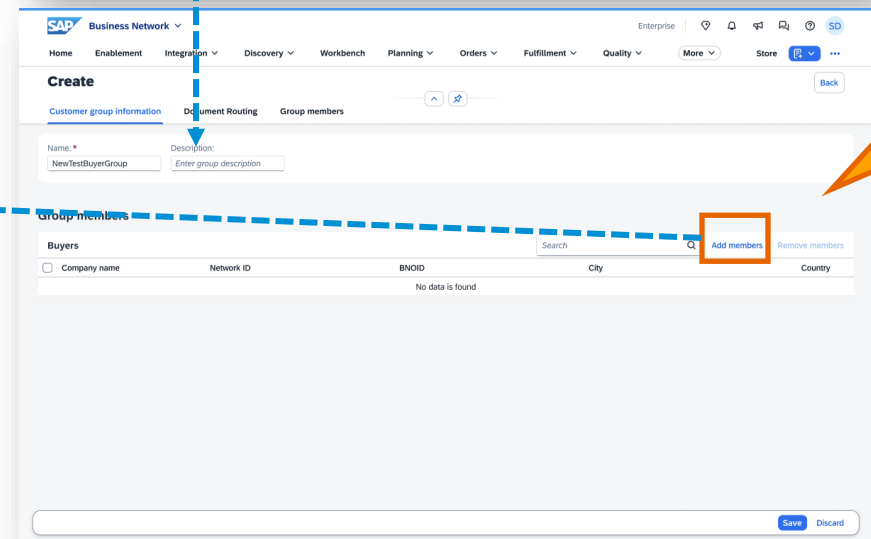 SAP Business Network Enterprise SD
Home Enablement Integration Discovery Workbench Planning Orders Fulfillment Quality More Store
Create Back
Customer group information Document Routing Group members
Name: * Description:
NewTestBuyerGroup Enter group description
Group members
Buyers Search Add members Remove members
Company name Network ID BNOID City Country
No data is found
Save Discard